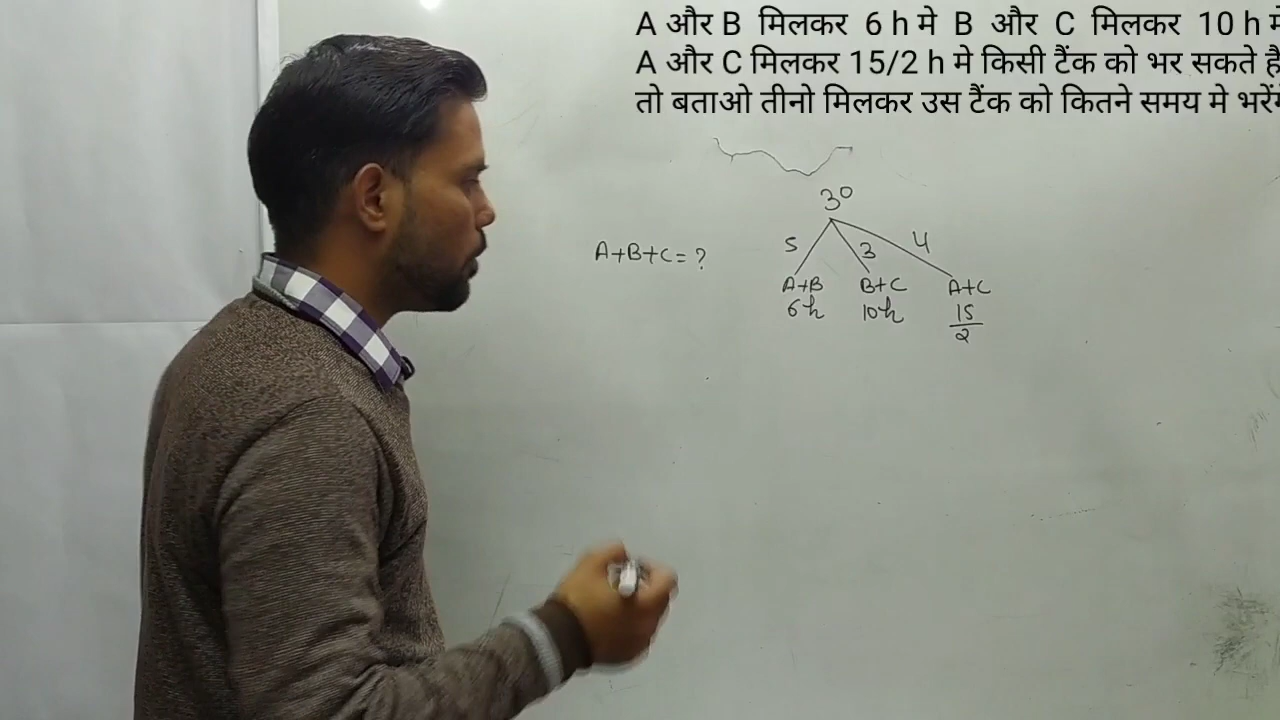 A और B मिलकर 6 h मे B और C मिलकर 10 h
A और C मिलकर 15/2 h मे किसी टैंक को भर सकते है
तो बताओ तीनो मिलकर उस टैंक को कितने समय मे
30
5 3 4
A+B+C= ?
A+B B+C A+C
6h 10h 15/2